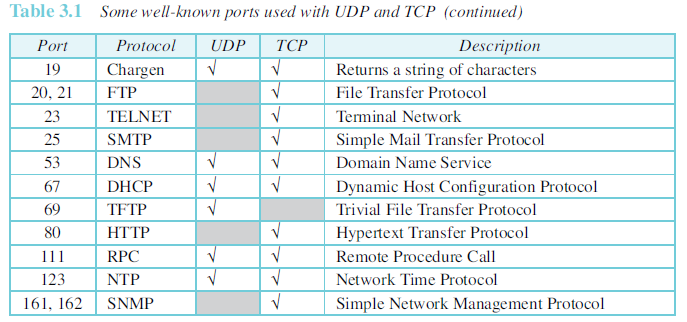 Table 3.1 Some well-known ports used with UDP and TCP (continued)
Port Protocol UDP TCP Description
19 Chargen √ √ Returns a string of characters
20, 21 FTP √ File Transfer Protocol
23 TELNET √ Terminal Network
25 SMTP √ Simple Mail Transfer Protocol
53 DNS √ √ Domain Name Service
67 DHCP √ √ Dynamic Host Configuration Protocol
69 TFTP √ Trivial File Transfer Protocol
80 HTTP √ Hypertext Transfer Protocol
111 RPC √ √ Remote Procedure Call
123 NTP √ √ Network Time Protocol
161, 162 SNMP √ Simple Network Management Protocol